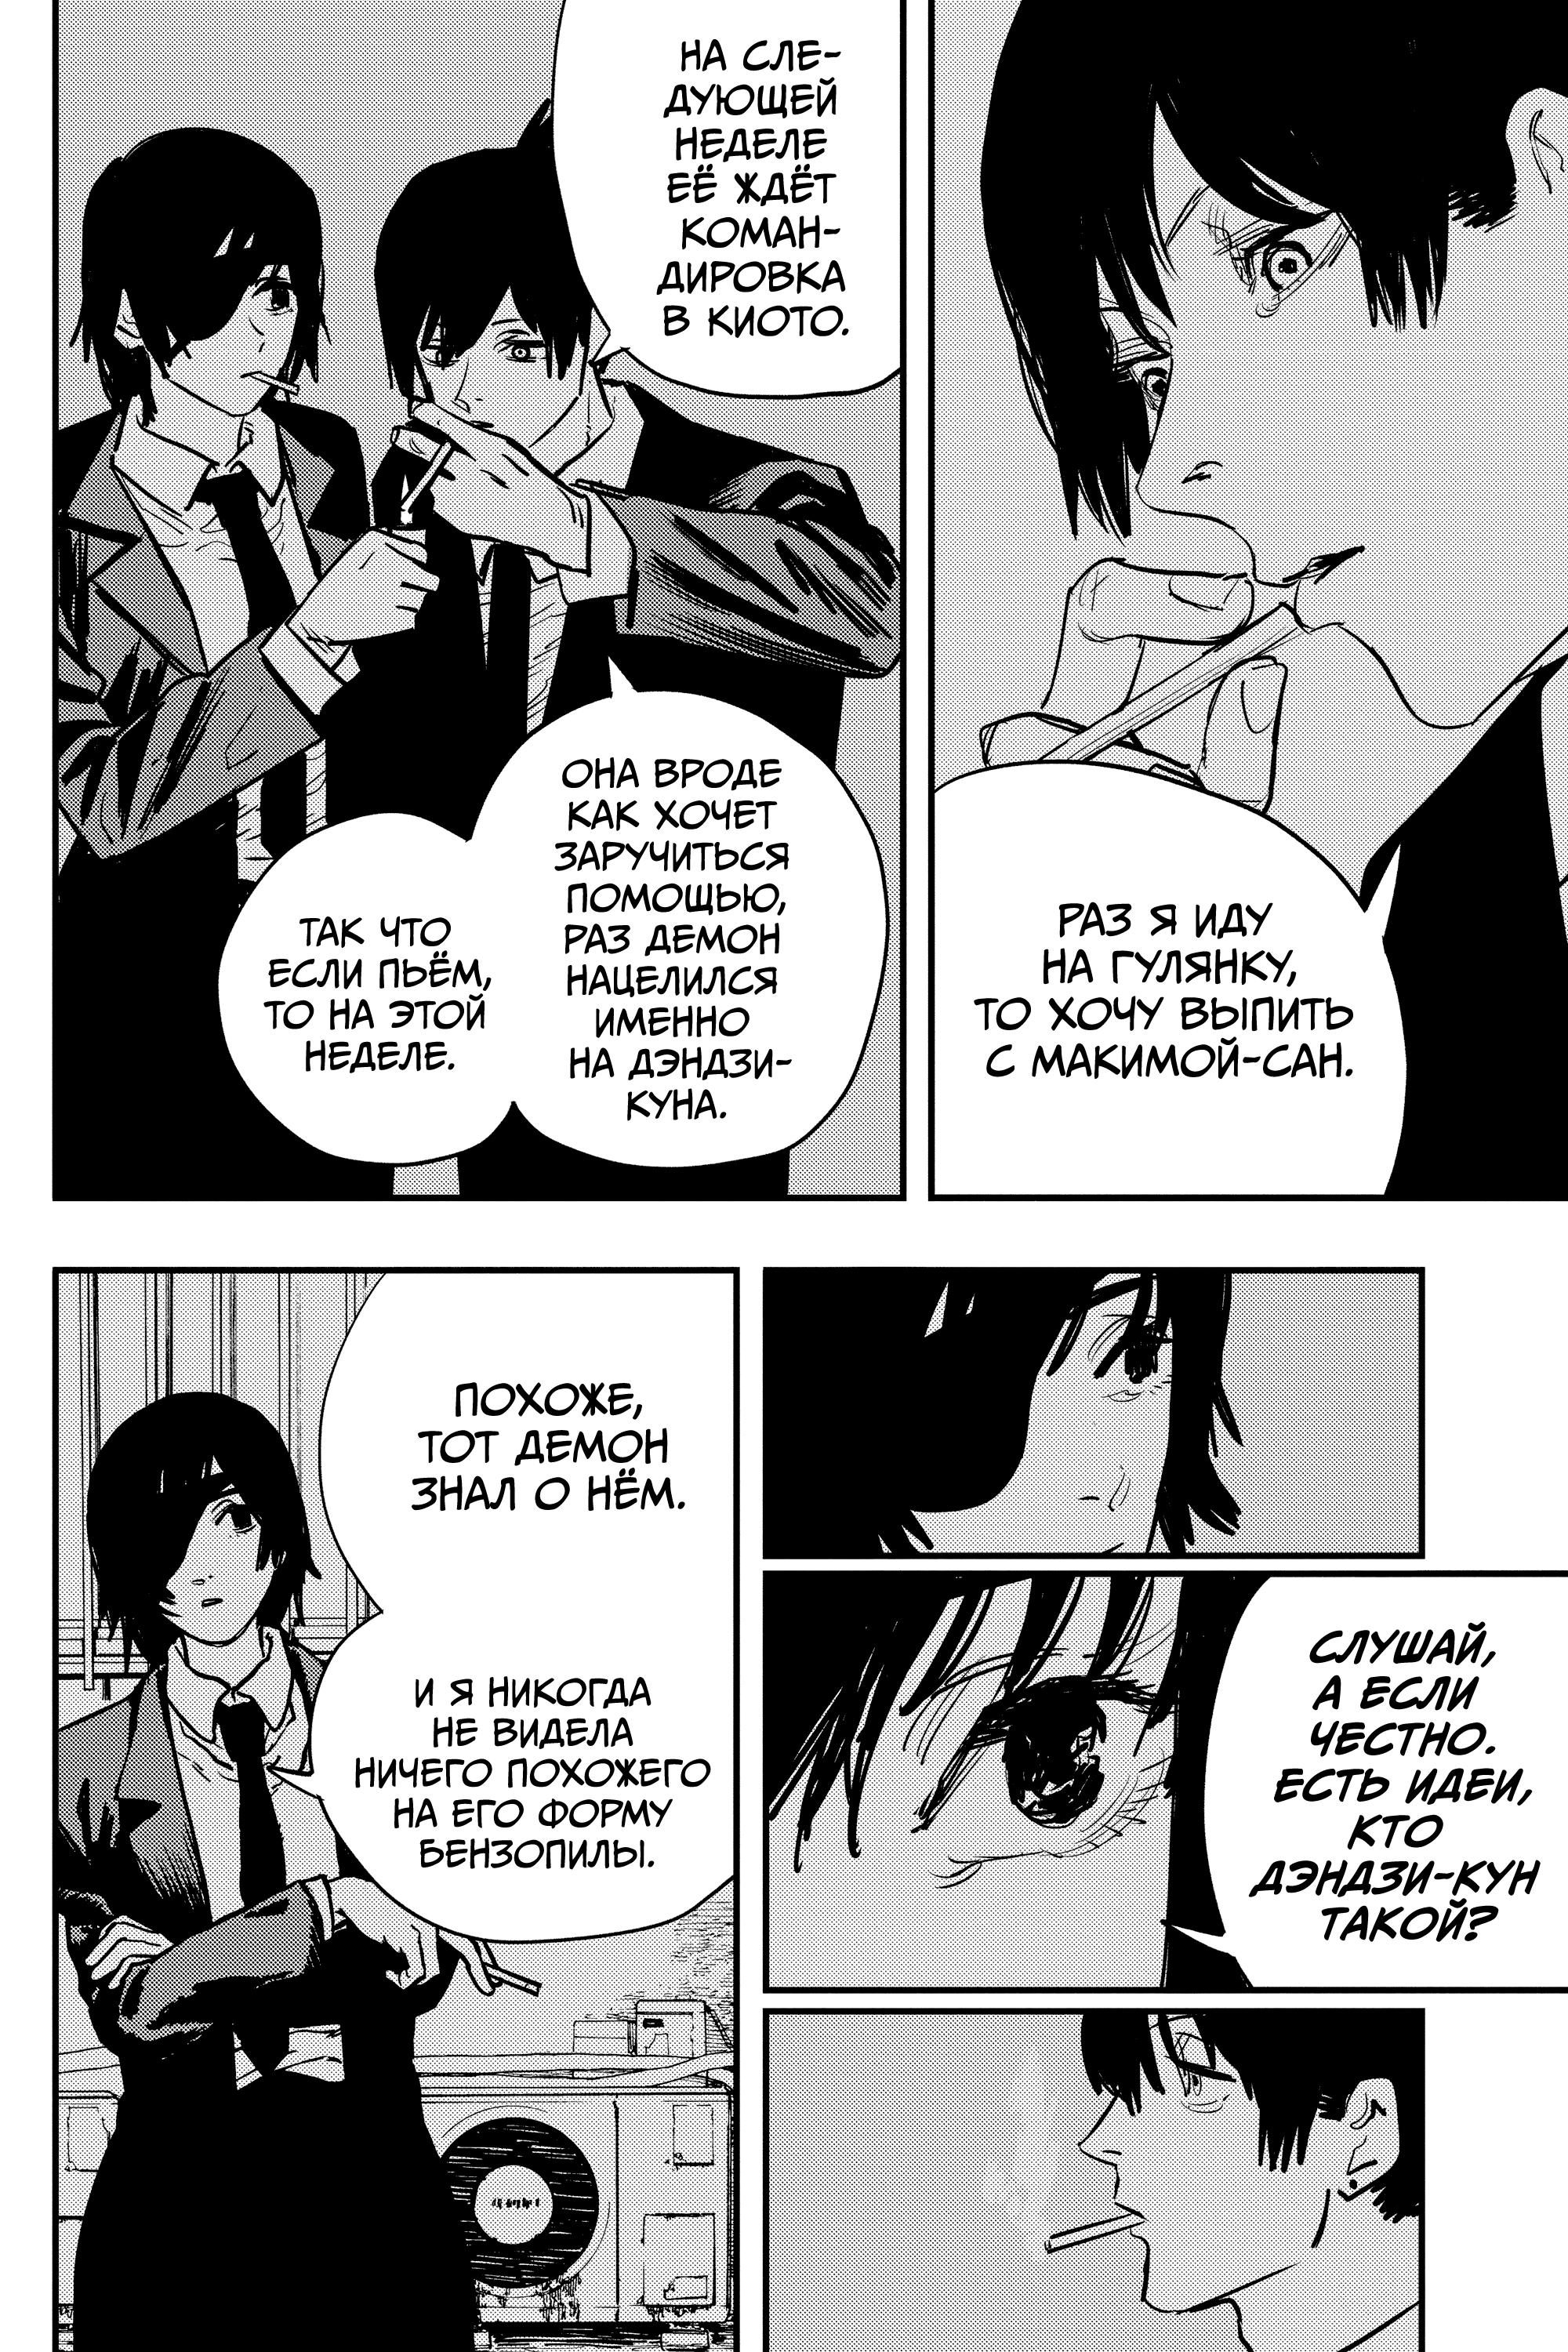 РАЗ Я ИДУ
НА ГУЛЯНКУ,
ТО ХОЧУ ВЫПИТЬ
С МАКИМОЙ-САН.
НА СЛЕ-
ДУЮЩЕЙ
НЕДЕЛЕ
ЕЁ ЖДЁТ
КОМАН-
ДИРОВКА
В КИОТО.
ОНА ВРОДЕ
КАК ХОЧЕТ
ЗАРУЧИТЬСЯ
ПОМОЩЬЮ,
РАЗ ДЕМОН
НАЦЕЛИЛСЯ
ИМЕННО
НА ДЭНДЗИ-
КУНА.
ТАК ЧТО
ЕСЛИ ПЬЁМ,
ТО НА ЭТОЙ
НЕДЕЛЕ.
СЛУШАЙ,
А ЕСЛИ
ЧЕСТНО.
ЕСТЬ ИДЕИ,
КТО
ДЭНДЗИ-КУН
ТАКОЙ?
ПОХОЖЕ,
ТОТ ДЕМОН
ЗНАЛ О НЁМ.
И Я НИКОГДА
НЕ ВИДЕЛА
НИЧЕГО ПОХОЖЕГО
НА ЕГО ФОРМУ
БЕНЗОПИЛЫ.